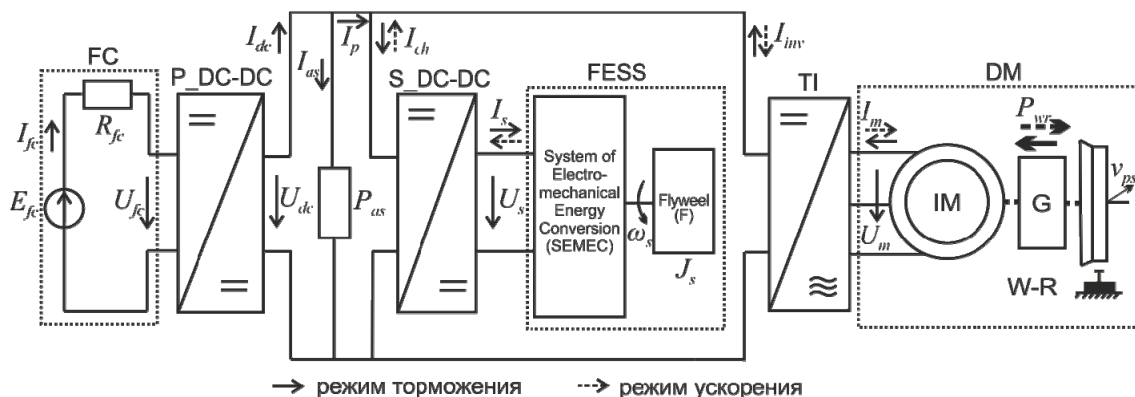 I_dc
I_as
I_p
I_ch
I_inv
FC
P_DC-DC
S_DC-DC
FESS
TI
DM
I_fc
R_fc
E_fc
U_fc
U_dc
P_as
I_s
U_s
System of
Electro-
mechanical
Energy
Conversion
(SEMEC)
Flyweel
(F)
ω_s
J_s
I_m
U_m
IM
P_wr
G
W-R
v_ps
режим торможения
режим ускорения